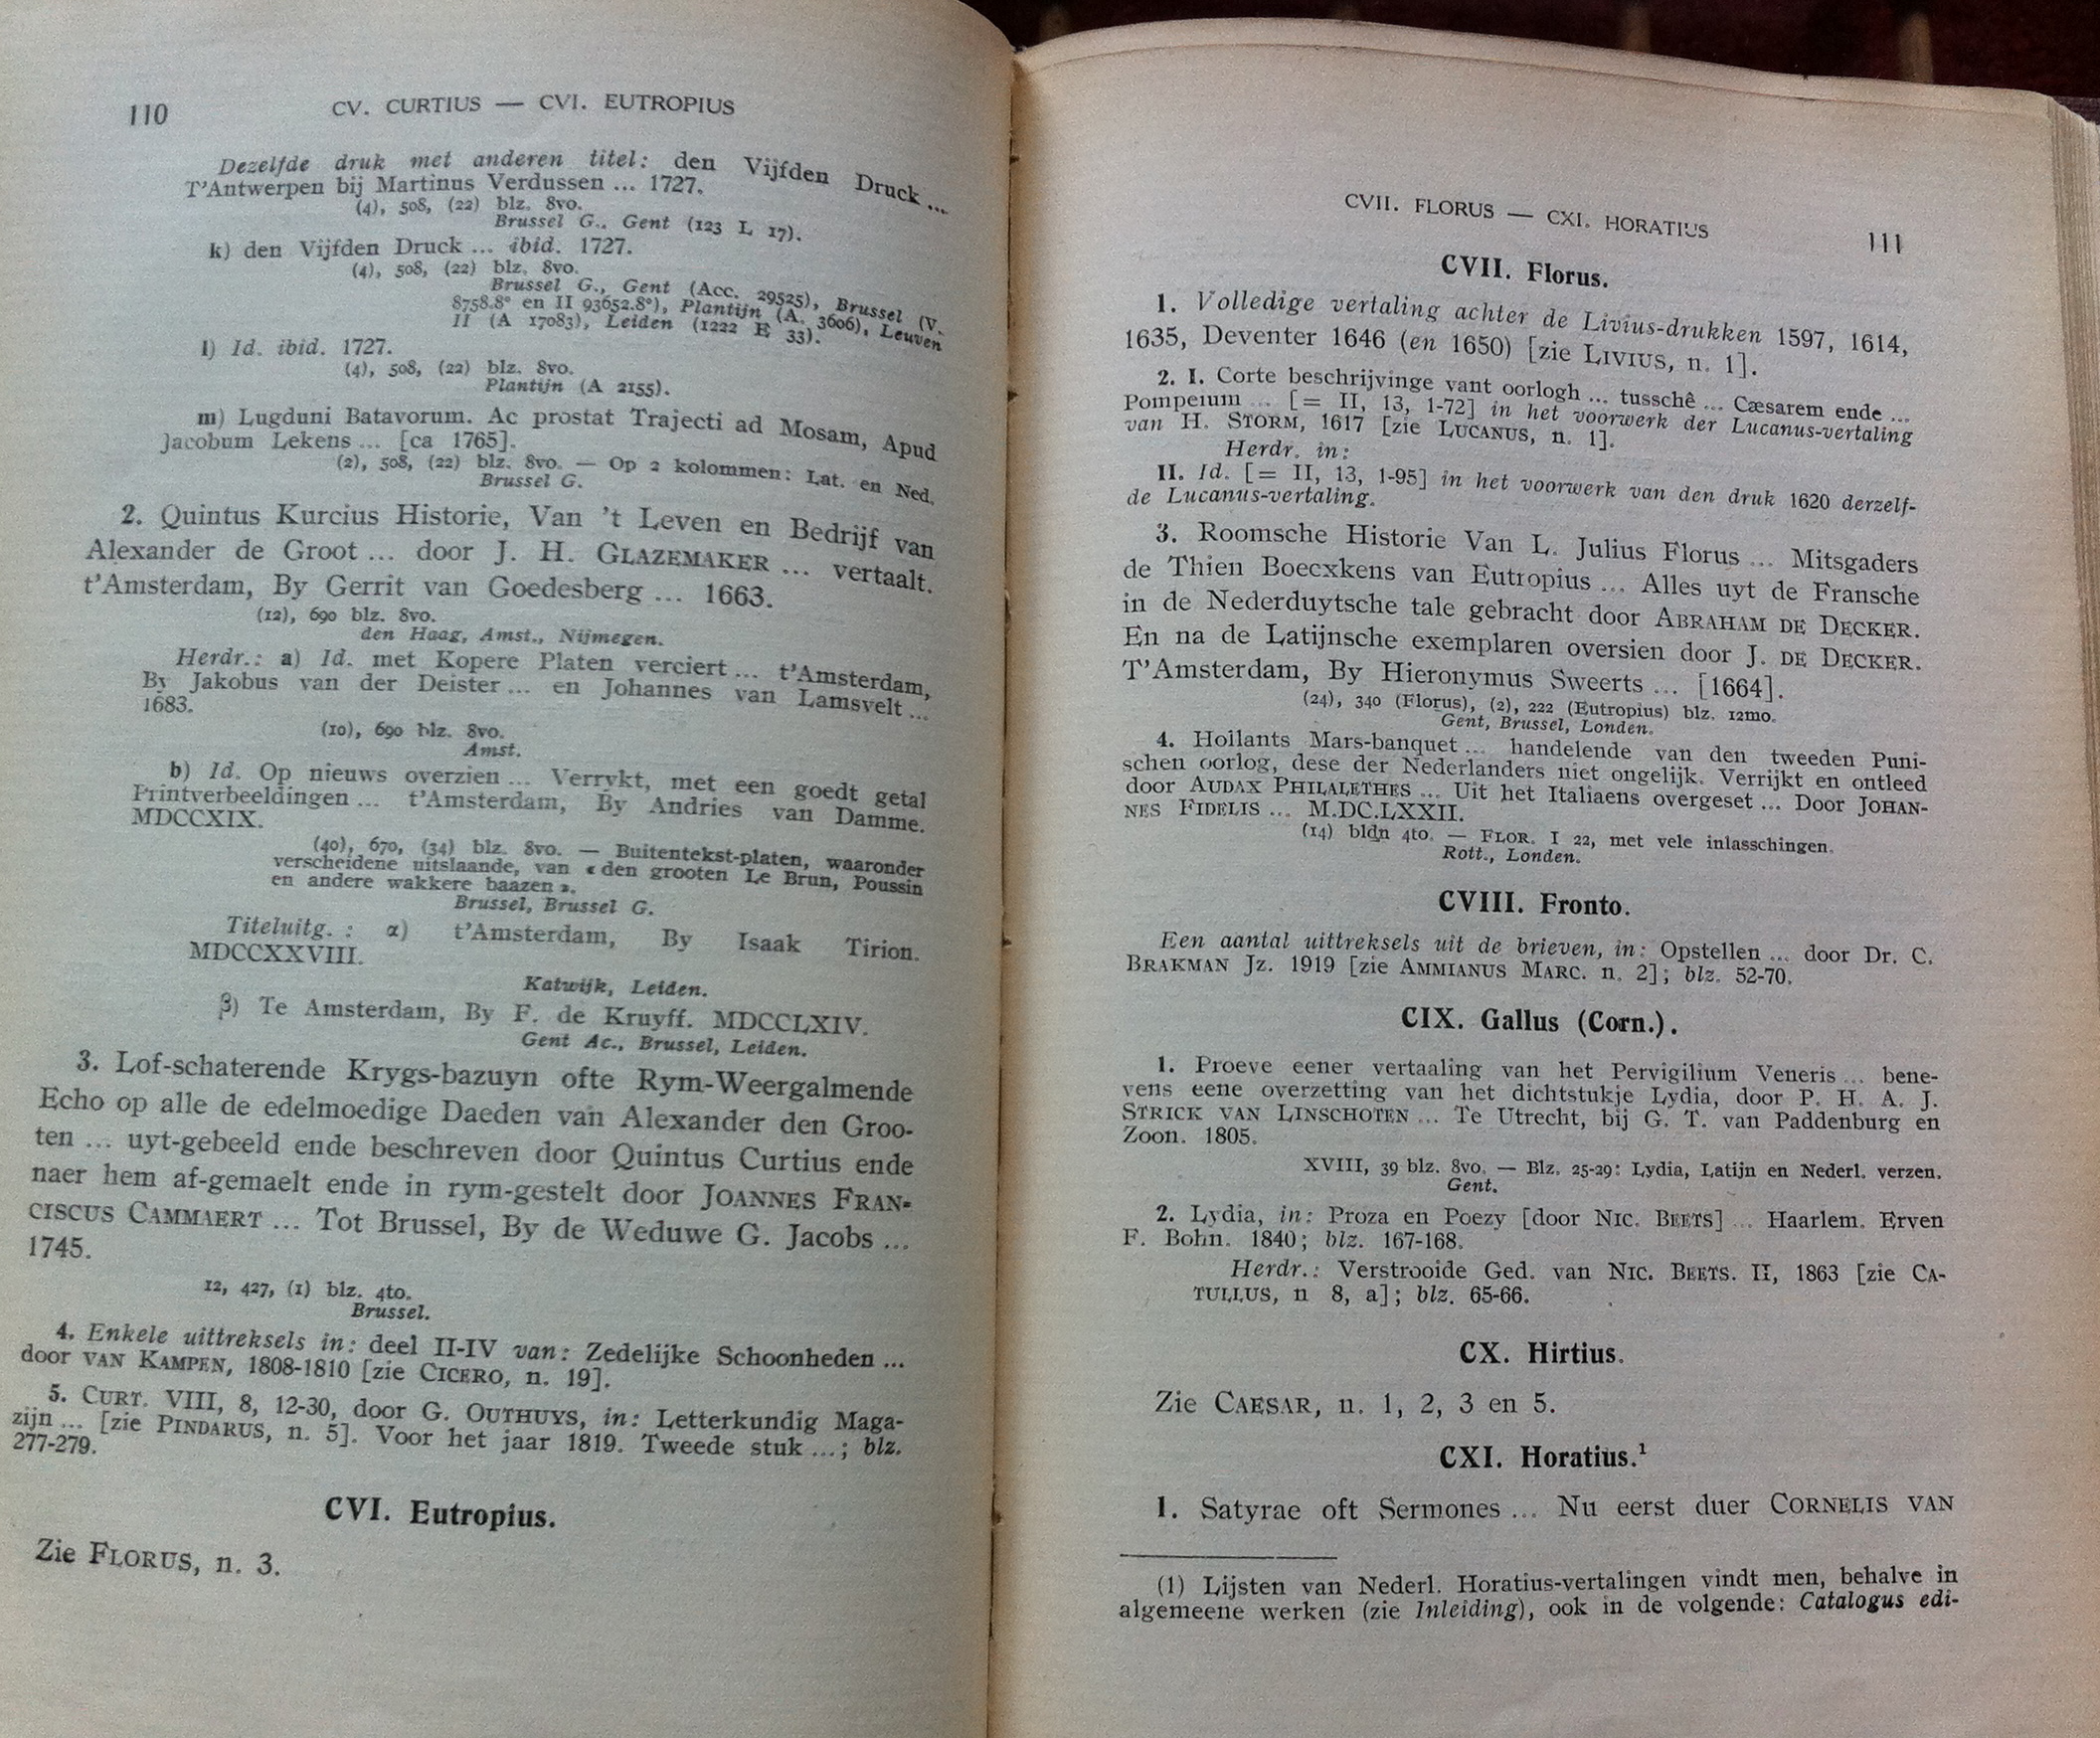 110
CV. CURTIUS — CVI. EUTROPIUS
Dezelfde druk met anderen titel: den Vijfden Druck ...
T'Antwerpen bij Martinus Verdussen ... 1727.
(4), 508, (22) blz. 8vo.
Brussel G., Gent (123 L 17).
k) den Vijfden Druck ... ibid. 1727.
(4), 508, (22) blz. 8vo.
Brussel G., Gent (Acc. 29525), Brussel (V.
8758.8° en II 93652.8°), Plantijn (A. 3606), Leuven
II (A 17083), Leiden (1222 E 33).
l) Id. ibid. 1727.
(4), 508, (22) blz. 8vo.
Plantijn (A 2155).
m) Lugduni Batavorum. Ac prostat Trajecti ad Mosam, Apud
Jacobum Lekens ... [ca 1765].
(2), 508, (22) blz. 8vo. — Op 2 kolommen: Lat. en Ned.
Brussel G.
2. Quintus Kurcius Historie, Van 't Leven en Bedrijf van
Alexander de Groot ... door J. H. GLAZEMAKER ... vertaalt.
t'Amsterdam, By Gerrit van Goedesberg ... 1663.
(12), 690 blz. 8vo.
den Haag, Amst., Nijmegen.
Herdr.: a) Id. met Kopere Platen verciert ... t'Amsterdam,
By Jakobus van der Deister ... en Johannes van Lamsvelt ...
1683.
(10), 690 blz. 8vo.
Amst.
b) Id. Op nieuws overzien ... Verrykt, met een goedt getal
Printverbeeldingen ... t'Amsterdam, By Andries van Damme.
MDCCXIX.
(40), 670, (34) blz. 8vo. — Buitentekst-platen, waaronder
verscheidene uitslaande, van « den grooten Le Brun, Poussin
en andere wakkere baazen ».
Brussel, Brussel G.
Titeluitg. : α) t'Amsterdam, By Isaak Tirion.
MDCCXXVIII.
Katwijk, Leiden.
β) Te Amsterdam, By F. de Kruyff. MDCCLXIV.
Gent Ac., Brussel, Leiden.
3. Lof-schaterende Krygs-bazuyn ofte Rym-Weergalmende
Echo op alle de edelmoedige Daeden van Alexander den Groo-
ten ... uyt-gebeeld ende beschreven door Quintus Curtius ende
naer hem af-gemaelt ende in rym-gestelt door JOANNES FRAN-
CISCUS CAMMAERT ... Tot Brussel, By de Weduwe G. Jacobs ...
1745.
12, 427, (1) blz. 4to.
Brussel.
4. Enkele uittreksels in: deel II-IV van: Zedelijke Schoonheden ...
door VAN KAMPEN, 1808-1810 [zie CICERO, n. 19].
5. CURT. VIII, 8, 12-30, door G. OUTHUYS, in: Letterkundig Maga-
zijn ... [zie PINDARUS, n. 5]. Voor het jaar 1819. Tweede stuk ...; blz.
277-279.
CVI. Eutropius.
Zie FLORUS, n. 3.
CVII. FLORUS — CXI. HORATIUS
111
CVII. Florus.
1. Volledige vertaling achter de Livius-drukken 1597, 1614,
1635, Deventer 1646 (en 1650) [zie LIVIUS, n. 1].
2. I. Corte beschrijvinge vant oorlogh ... tusschê ... Cæsarem ende ...
Pompeium ... [= II, 13, 1-72] in het voorwerk der Lucanus-vertaling
van H. STORM, 1617 [zie LUCANUS, n. 1].
Herdr. in:
II. Id. [= II, 13, 1-95] in het voorwerk van den druk 1620 derzelf-
de Lucanus-vertaling.
3. Roomsche Historie Van L. Julius Florus ... Mitsgaders
de Thien Boecxkens van Eutropius ... Alles uyt de Fransche
in de Nederduytsche tale gebracht door ABRAHAM DE DECKER.
En na de Latijnsche exemplaren oversien door J. DE DECKER.
T'Amsterdam, By Hieronymus Sweerts ... [1664].
(24), 340 (Florus), (2), 222 (Eutropius) blz. 12mo.
Gent, Brussel, Londen.
4. Hollants Mars-banquet ... handelende van den tweeden Puni-
schen oorlog, dese der Nederlanders niet ongelijk. Verrijkt en ontleed
door AUDAX PHILALETHES ... Uit het Italiaens overgeset ... Door JOHAN-
NES FIDELIS ... M.DC.LXXII.
(14) bldn 4to. — FLOR. I 22, met vele inlasschingen.
Rott., Londen.
CVIII. Fronto.
Een aantal uittreksels uit de brieven, in: Opstellen ... door Dr. C.
BRAKMAN Jz. 1919 [zie AMMIANUS MARC. n. 2]; blz. 52-70.
CIX. Gallus (Corn.).
1. Proeve eener vertaaling van het Pervigilium Veneris ... bene-
vens eene overzetting van het dichtstukje Lydia, door P. H. A. J.
STRICK VAN LINSCHOTEN ... Te Utrecht, bij G. T. van Paddenburg en
Zoon. 1805.
XVIII, 39 blz. 8vo. — Blz. 25-29: Lydia, Latijn en Nederl. verzen.
Gent.
2. Lydia, in: Proza en Poezy [door NIC. BEETS] ... Haarlem. Erven
F. Bohn. 1840; blz. 167-168.
Herdr.: Verstrooide Ged. van NIC. BEETS. II, 1863 [zie CA-
TULLUS, n 8, a]; blz. 65-66.
CX. Hirtius.
Zie CAESAR, n. 1, 2, 3 en 5.
CXI. Horatius.¹
1. Satyrae oft Sermones ... Nu eerst duer CORNELIS VAN
(1) Lijsten van Nederl. Horatius-vertalingen vindt men, behalve in
algemeene werken (zie Inleiding), ook in de volgende: Catalogus edi-